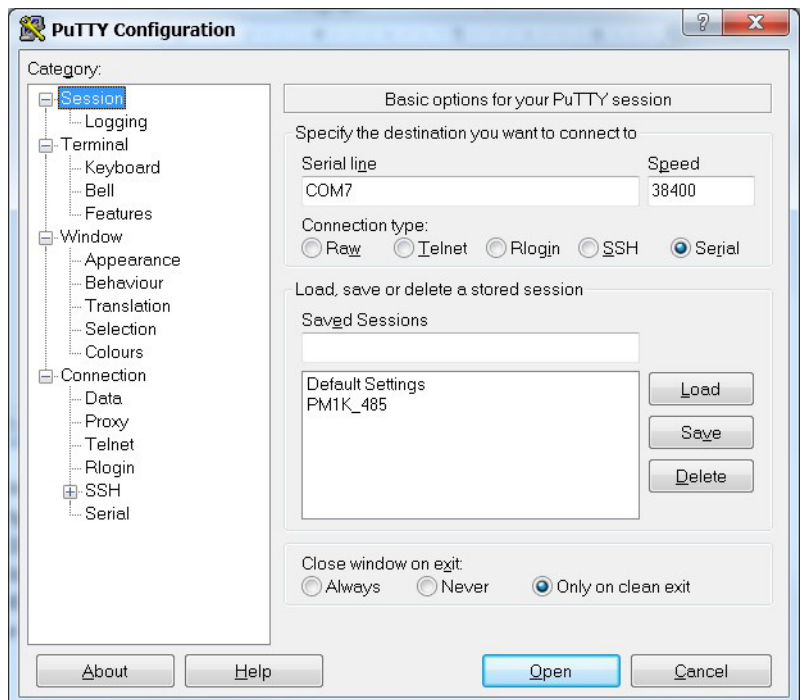 PuTTY Configuration
?
X
Category:
Session
Logging
Terminal
Keyboard
Bell
Features
Window
Appearance
Behaviour
Translation
Selection
Colours
Connection
Data
Proxy
Telnet
Rlogin
SSH
Serial
Basic options for your PuTTY session
Specify the destination you want to connect to
Serial line Speed
COM7 38400
Connection type:
Raw Telnet Rlogin SSH Serial
Load, save or delete a stored session
Saved Sessions
Default Settings
PM1K_485
Load
Save
Delete
Close window on exit:
Always Never Only on clean exit
About Help Open Cancel